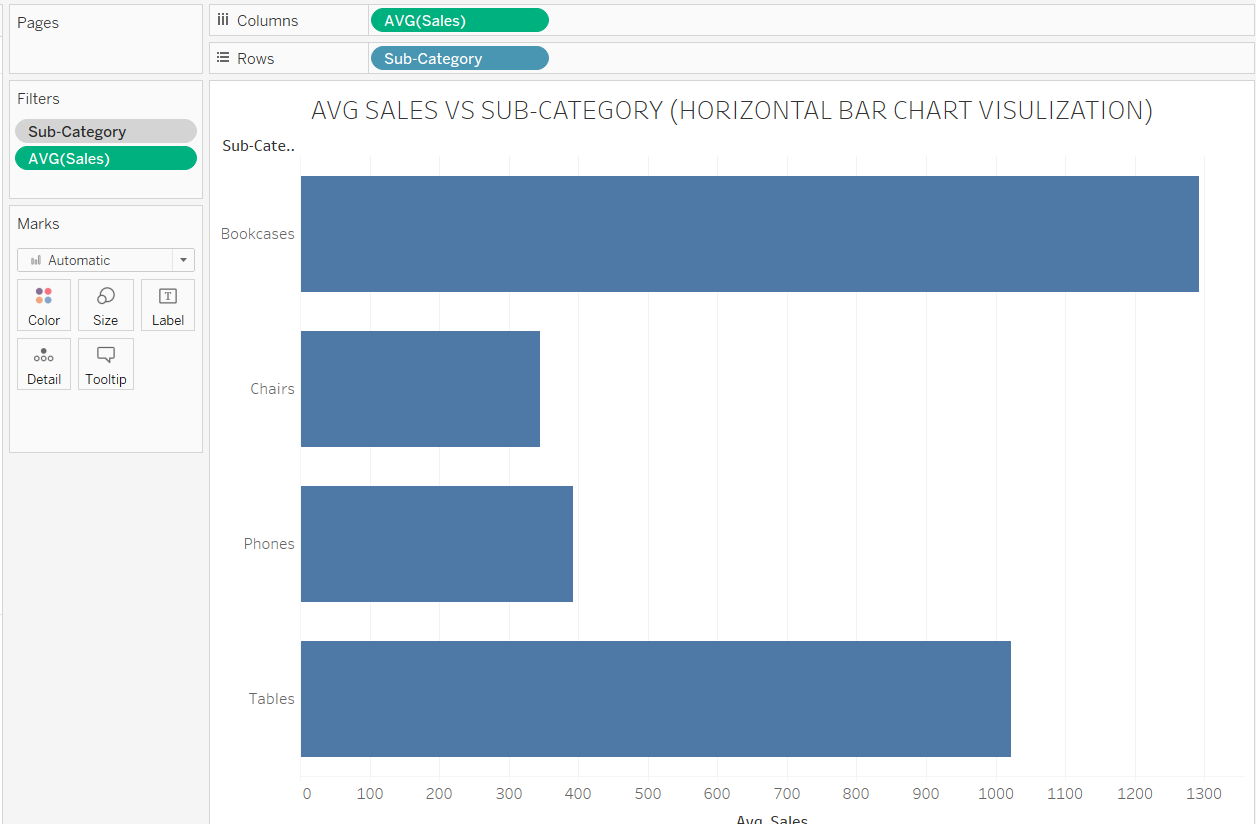 Pages
Columns
AVG(Sales)
Rows
Sub-Category
Filters
Sub-Category
AVG(Sales)
Marks
Automatic
Color
Size
T
Label
Detail
Tooltip
AVG SALES VS SUB-CATEGORY (HORIZONTAL BAR CHART VISULIZATION)
Sub-Cate..
Bookcases
Chairs
Phones
Tables
0 100 200 300 400 500 600 700 800 900 1000 1100 1200 1300
Avg. Sales